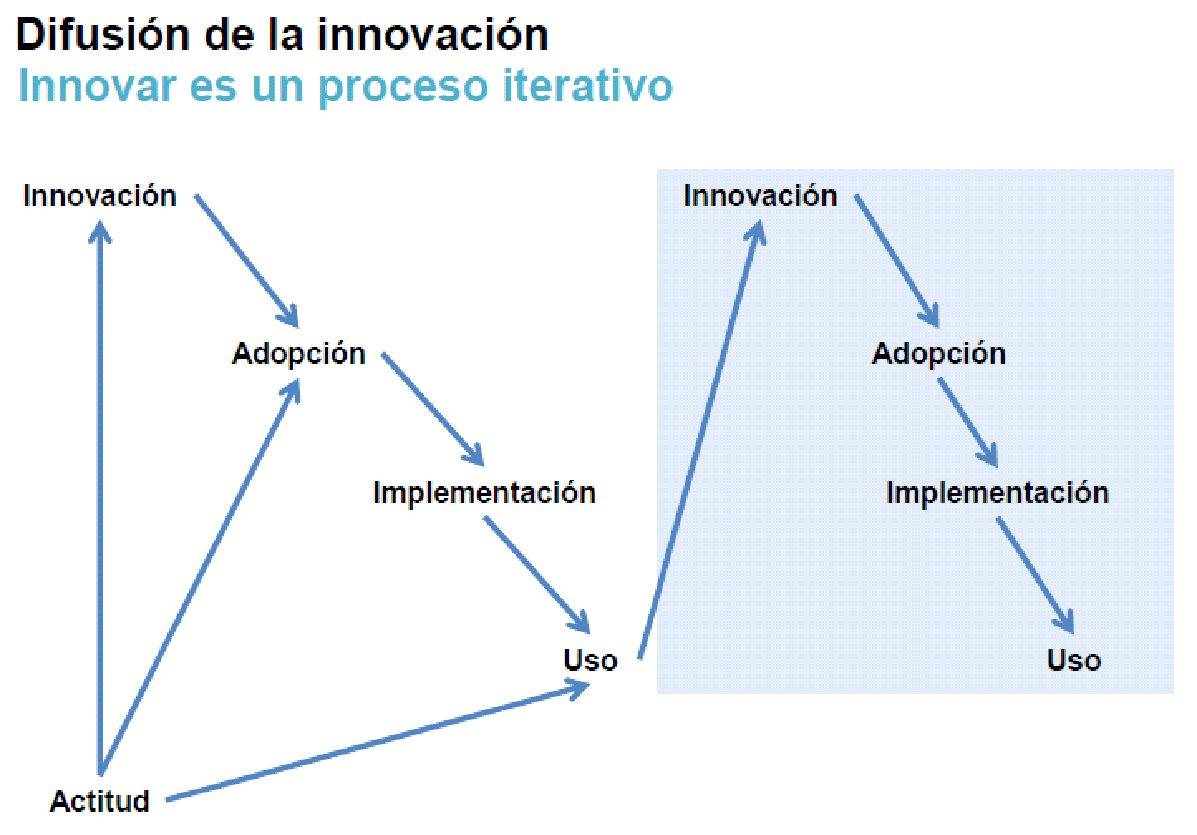 Difusión de la innovación
Innovar es un proceso iterativo
Innovación
Adopción
Implementación
Uso
Actitud
Innovación
Adopción
Implementación
Uso